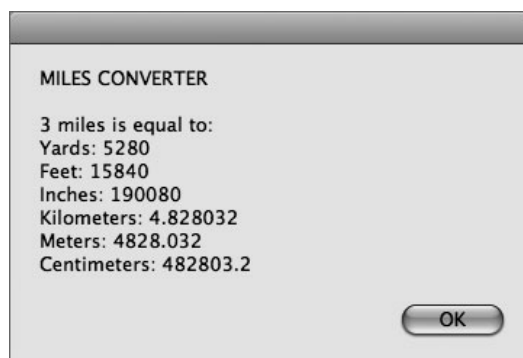 MILES CONVERTER
3 miles is equal to:
Yards: 5280
Feet: 15840
Inches: 190080
Kilometers: 4.828032
Meters: 4828.032
Centimeters: 482803.2
OK